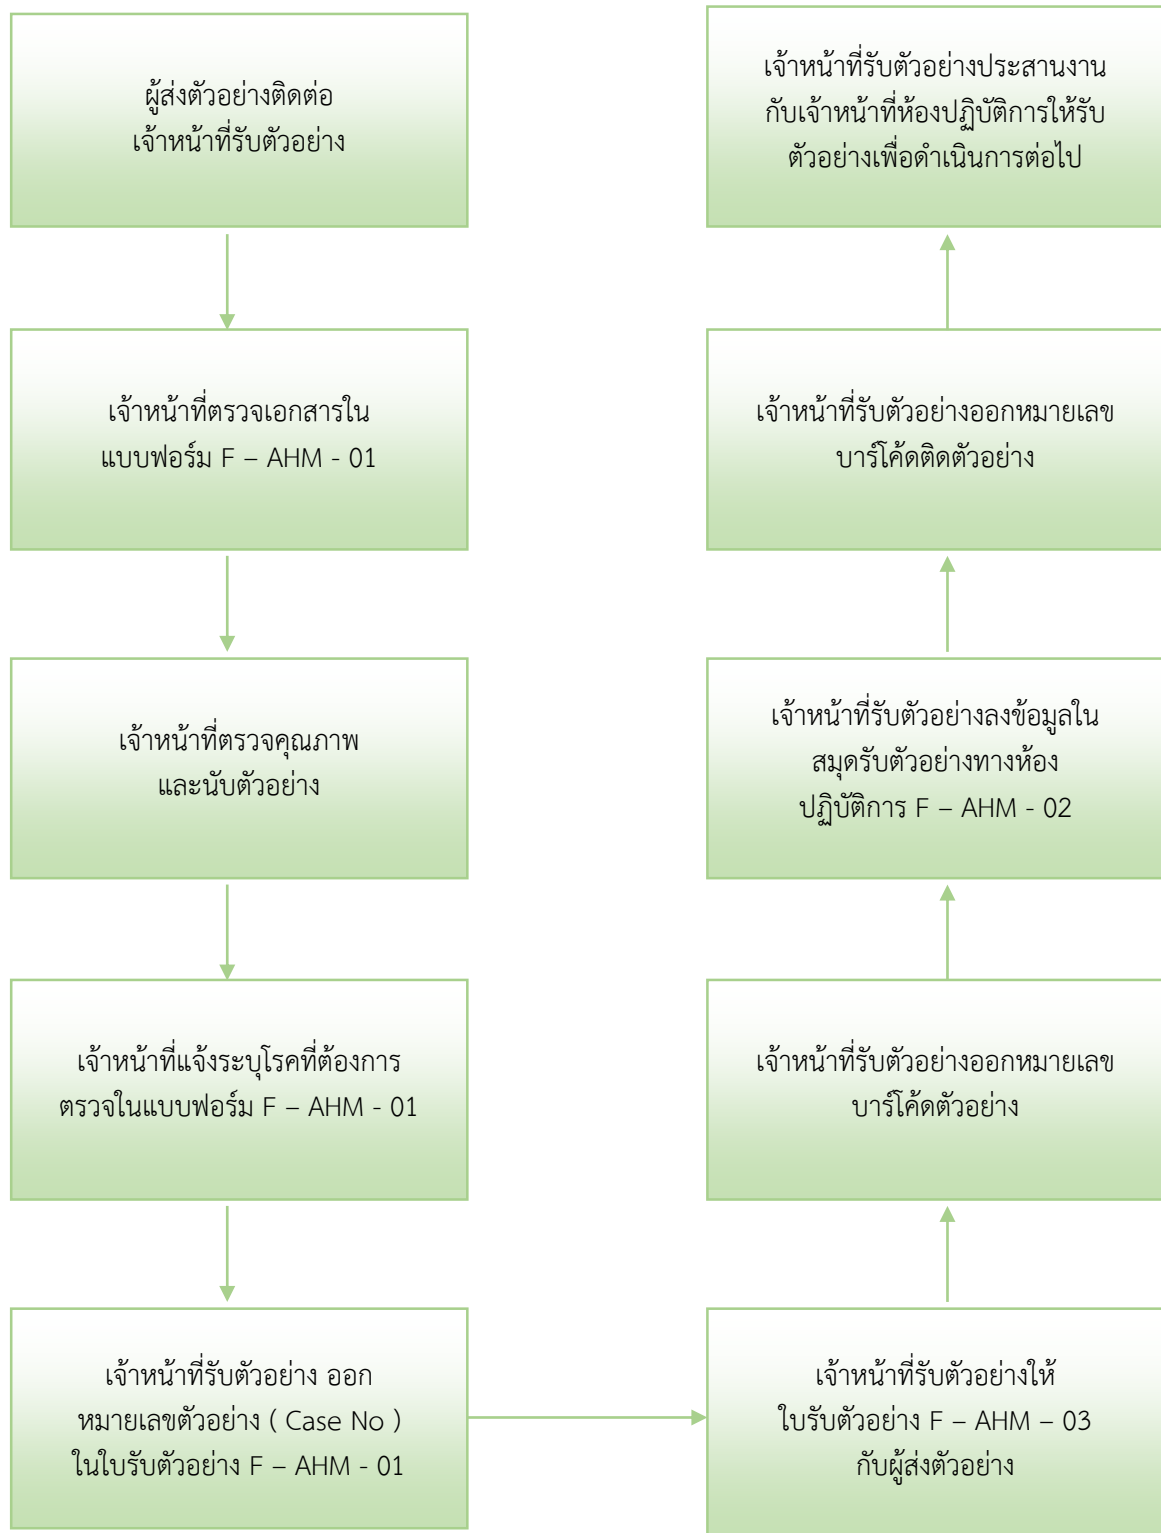 ผู้ส่งตัวอย่างติดต่อ
เจ้าหน้าที่รับตัวอย่าง
เจ้าหน้าที่ตรวจเอกสารใน
แบบฟอร์ม F – AHM - 01
เจ้าหน้าที่ตรวจคุณภาพ
และนับตัวอย่าง
เจ้าหน้าที่แจ้งระบุโรคที่ต้องการ
ตรวจในแบบฟอร์ม F – AHM - 01
เจ้าหน้าที่รับตัวอย่าง ออก
หมายเลขตัวอย่าง ( Case No )
ในใบรับตัวอย่าง F – AHM - 01
เจ้าหน้าที่รับตัวอย่างให้
ใบรับตัวอย่าง F – AHM – 03
กับผู้ส่งตัวอย่าง
เจ้าหน้าที่รับตัวอย่างออกหมายเลข
บาร์โค้ดตัวอย่าง
เจ้าหน้าที่รับตัวอย่างลงข้อมูลใน
สมุดรับตัวอย่างทางห้อง
ปฏิบัติการ F – AHM - 02
เจ้าหน้าที่รับตัวอย่างออกหมายเลข
บาร์โค้ดติดตัวอย่าง
เจ้าหน้าที่รับตัวอย่างประสานงาน
กับเจ้าหน้าที่ห้องปฏิบัติการให้รับ
ตัวอย่างเพื่อดำเนินการต่อไป